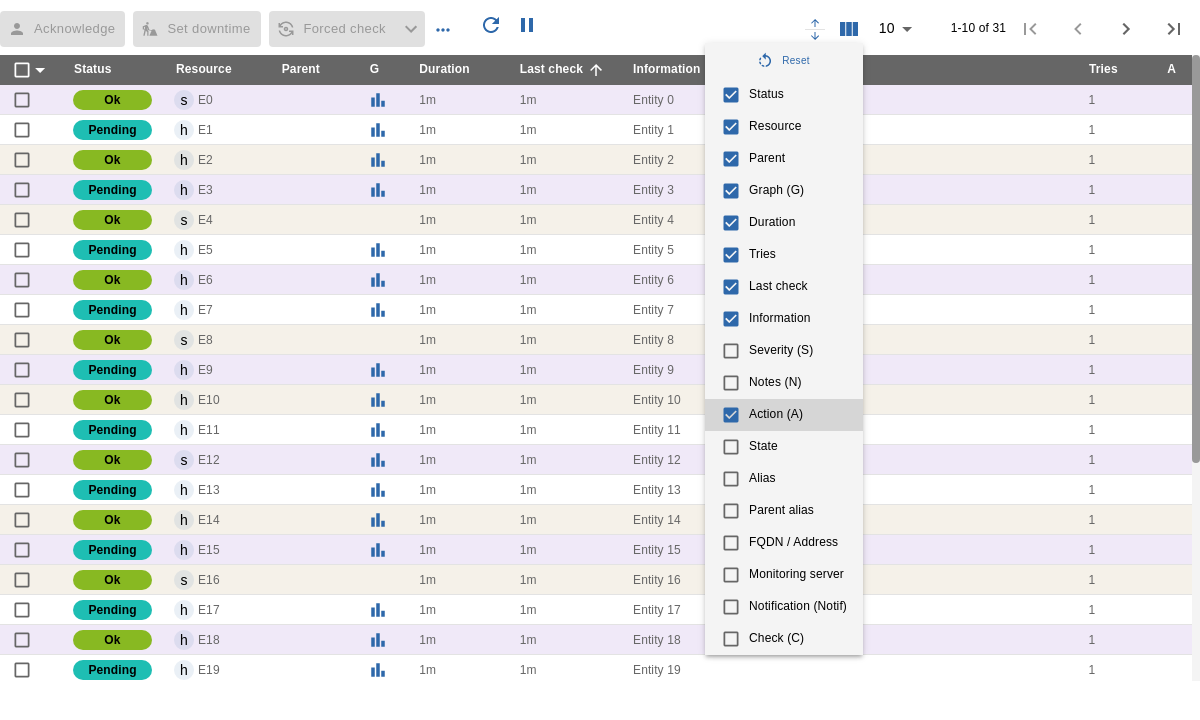 Acknowledge Set downtime Forced check ... 10 1-10 of 31
Status Resource Parent G Duration Last check Information Tries A
Ok s E0 1m 1m Entity 0 1
Pending h E1 1m 1m Entity 1 1
Ok h E2 1m 1m Entity 2 1
Pending h E3 1m 1m Entity 3 1
Ok s E4 1m 1m Entity 4 1
Pending h E5 1m 1m Entity 5 1
Ok h E6 1m 1m Entity 6 1
Pending h E7 1m 1m Entity 7 1
Ok s E8 1m 1m Entity 8 1
Pending h E9 1m 1m Entity 9 1
Ok h E10 1m 1m Entity 10 1
Pending h E11 1m 1m Entity 11 1
Ok s E12 1m 1m Entity 12 1
Pending h E13 1m 1m Entity 13 1
Ok h E14 1m 1m Entity 14 1
Pending h E15 1m 1m Entity 15 1
Ok s E16 1m 1m Entity 16 1
Pending h E17 1m 1m Entity 17 1
Ok h E18 1m 1m Entity 18 1
Pending h E19 1m 1m Entity 19 1
Reset
Status
Resource
Parent
Graph (G)
Duration
Tries
Last check
Information
Severity (S)
Notes (N)
Action (A)
State
Alias
Parent alias
FQDN / Address
Monitoring server
Notification (Notif)
Check (C)